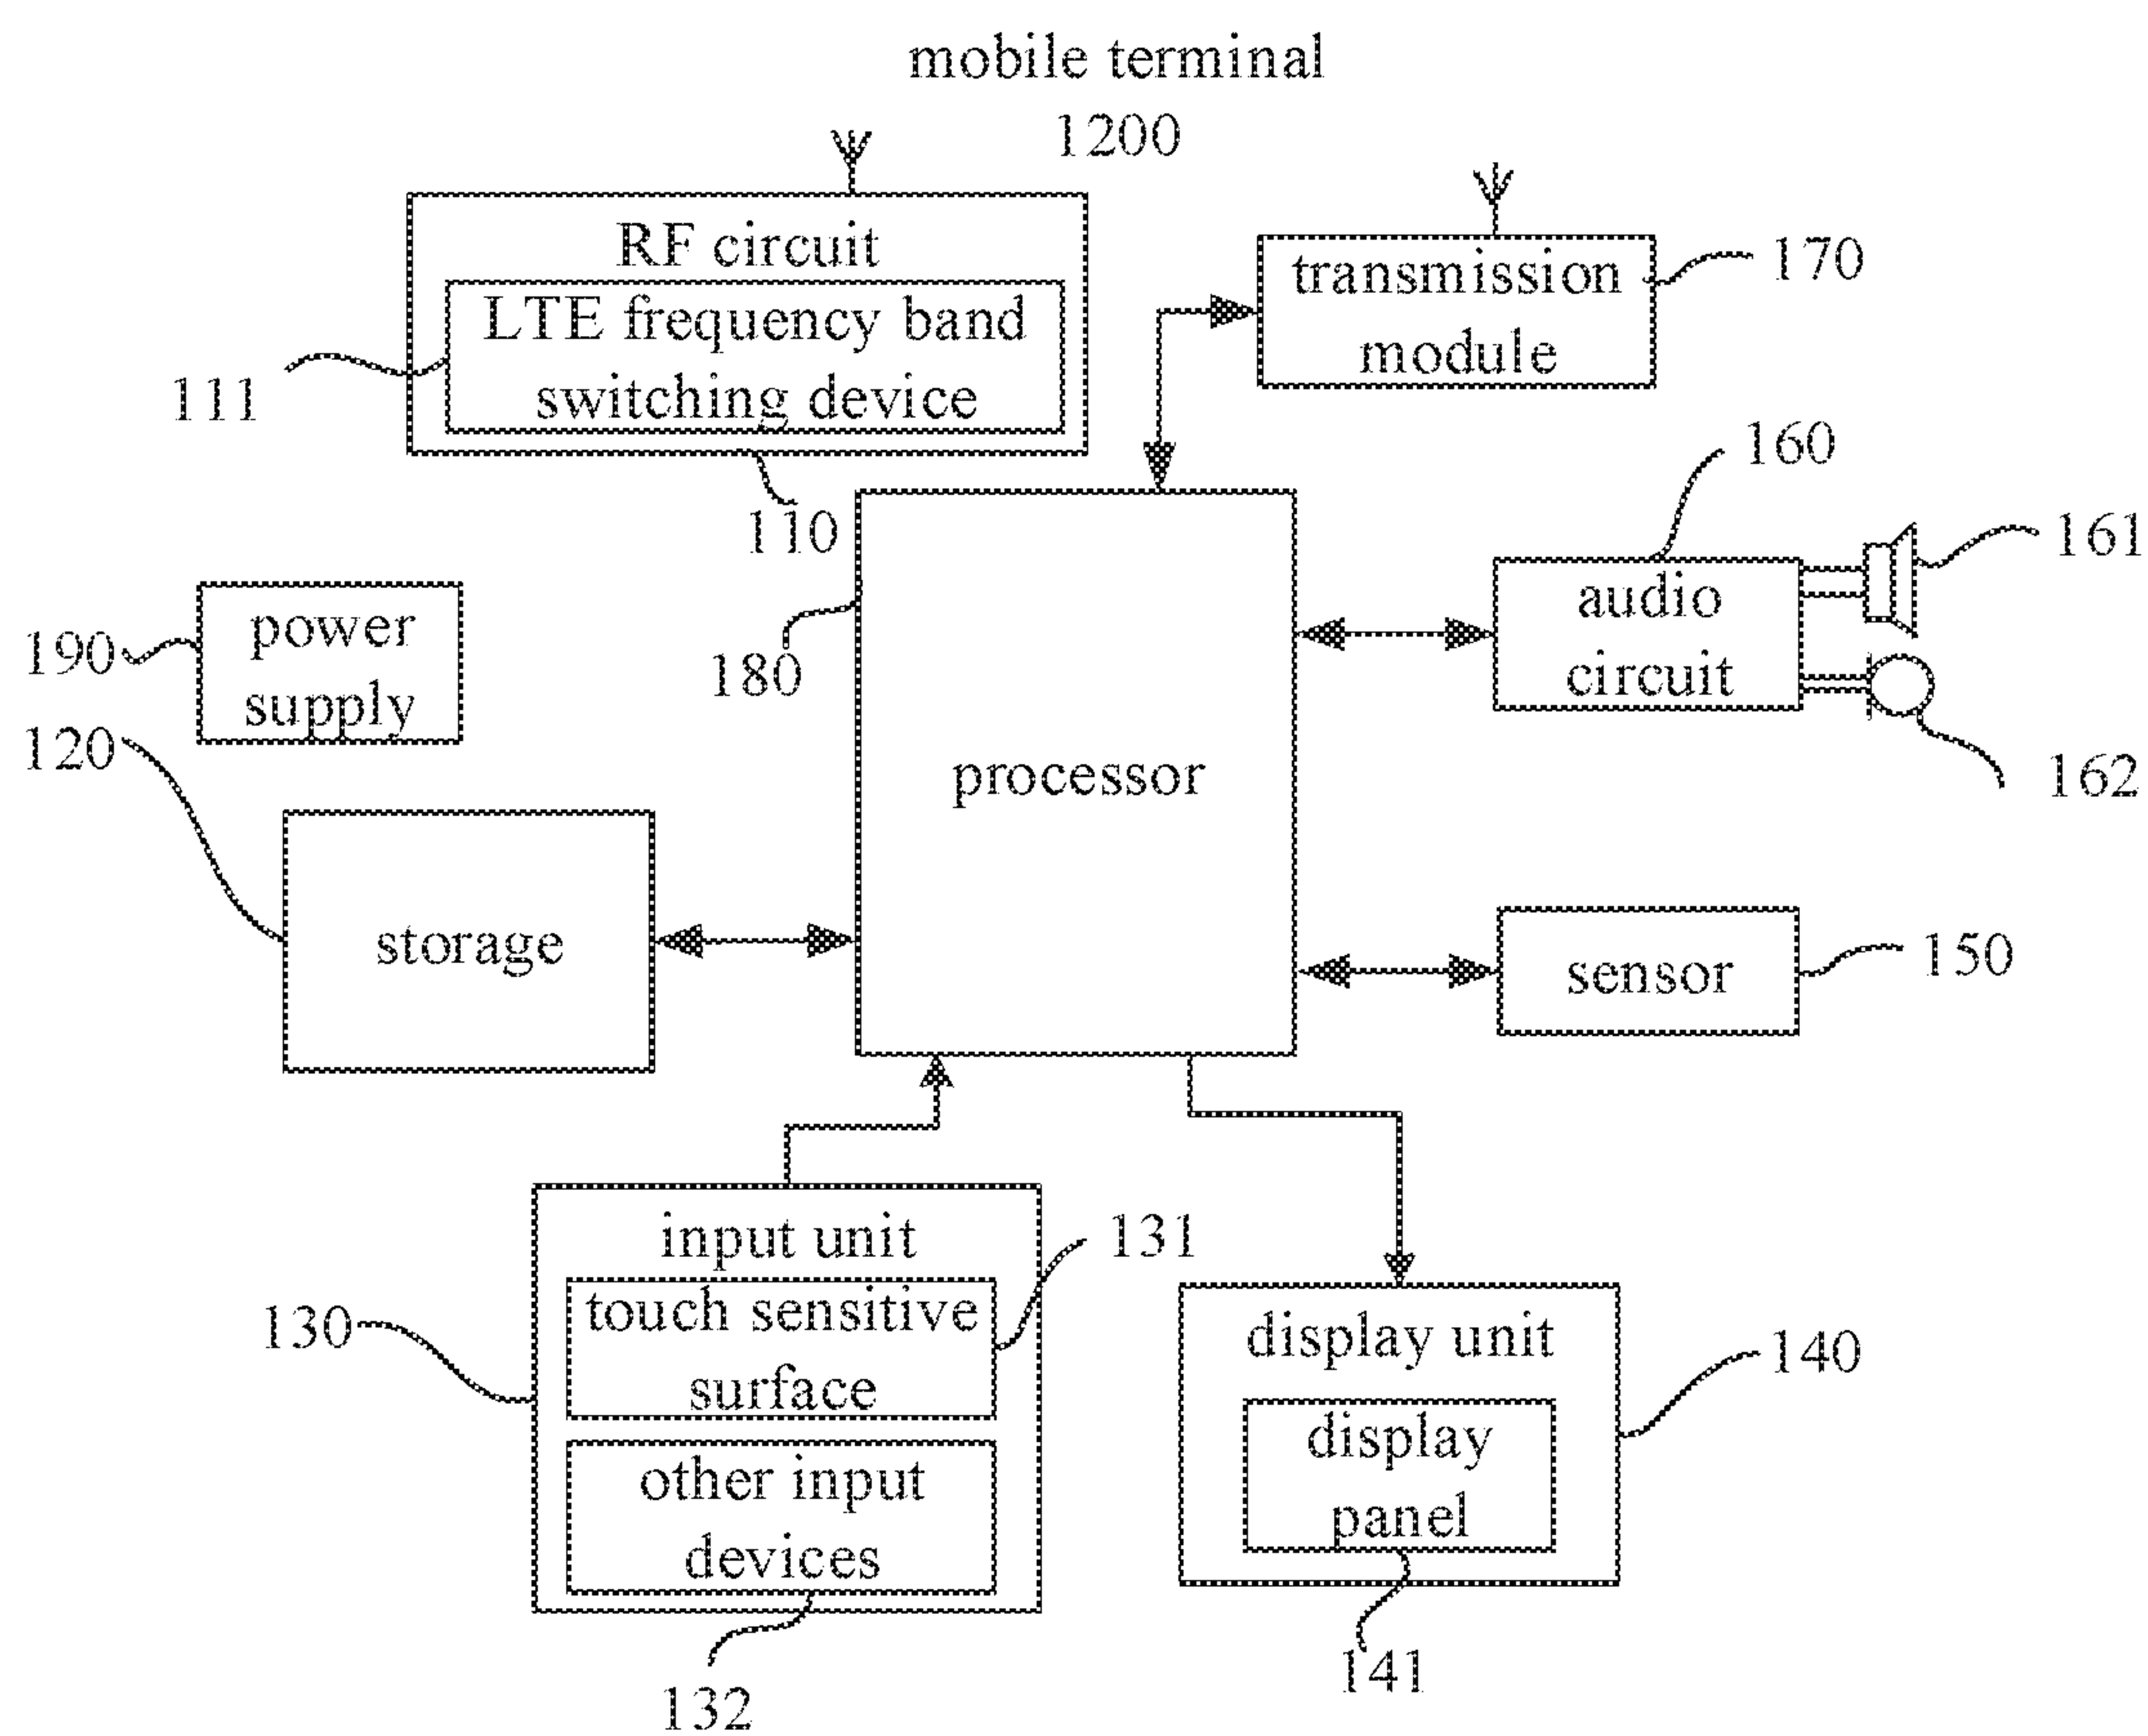 mobile terminal
1200
RF circuit
LTE frequency band
switching device
111
110
transmission
module
170
160
161
audio
circuit
162
power
supply
190
180
processor
120
storage
sensor
150
input unit
131
touch sensitive
surface
130
other input
devices
132
display unit
140
display
panel
141